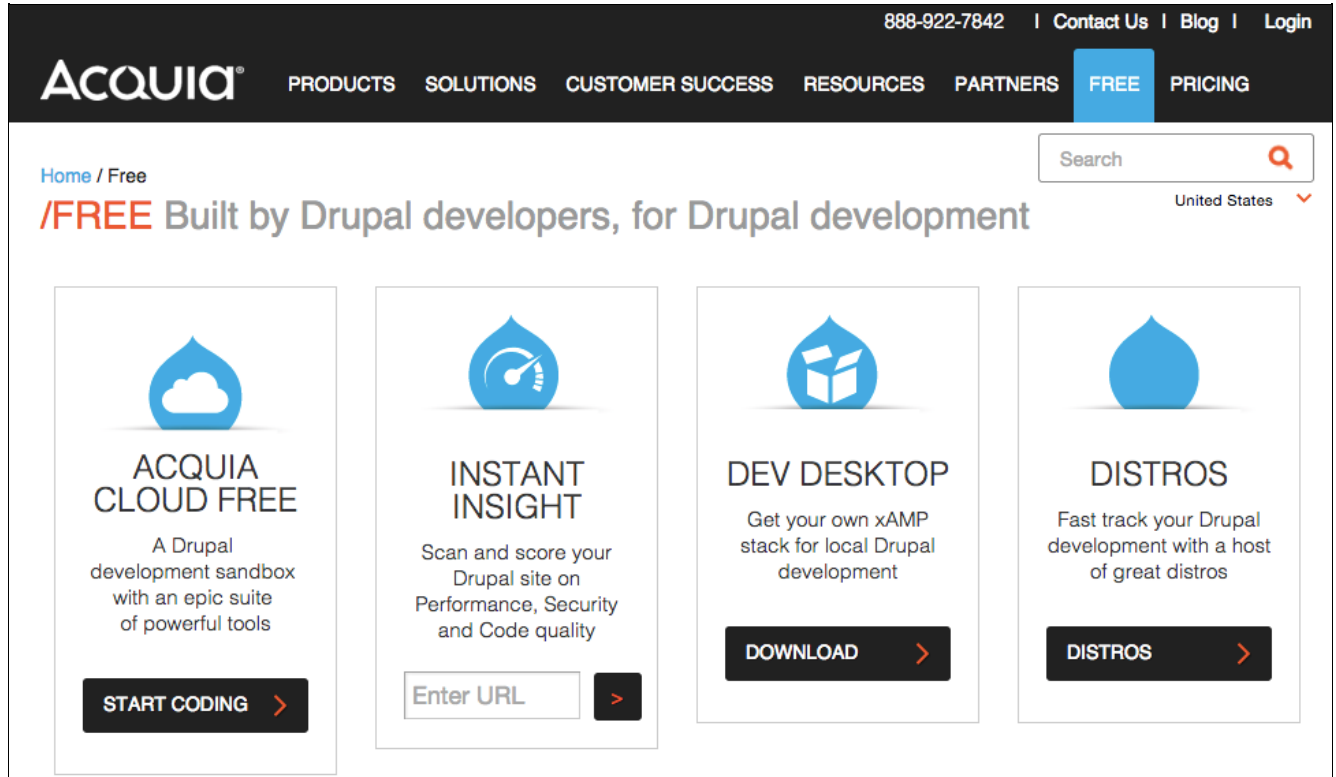 888-922-7842 | Contact Us | Blog | Login
ACQUIA® PRODUCTS SOLUTIONS CUSTOMER SUCCESS RESOURCES PARTNERS FREE PRICING
Search
Home / Free
United States
/FREE Built by Drupal developers, for Drupal development
ACQUIA
CLOUD FREE
A Drupal
development sandbox
with an epic suite
of powerful tools
START CODING >
INSTANT
INSIGHT
Scan and score your
Drupal site on
Performance, Security
and Code quality
Enter URL >
DEV DESKTOP
Get your own xAMP
stack for local Drupal
development
DOWNLOAD >
DISTROS
Fast track your Drupal
development with a host
of great distros
DISTROS >